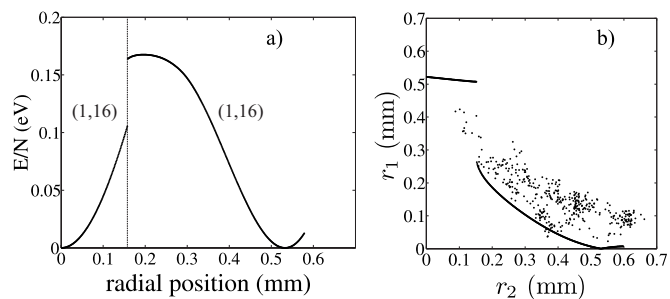 a)
E/N (eV)
0.2
0.15
0.1
0.05
0
(1,16)
(1,16)
0 0.1 0.2 0.3 0.4 0.5 0.6
radial position (mm)
b)
r1 (mm)
0.7
0.6
0.5
0.4
0.3
0.2
0.1
0
0 0.1 0.2 0.3 0.4 0.5 0.6 0.7
r2 (mm)